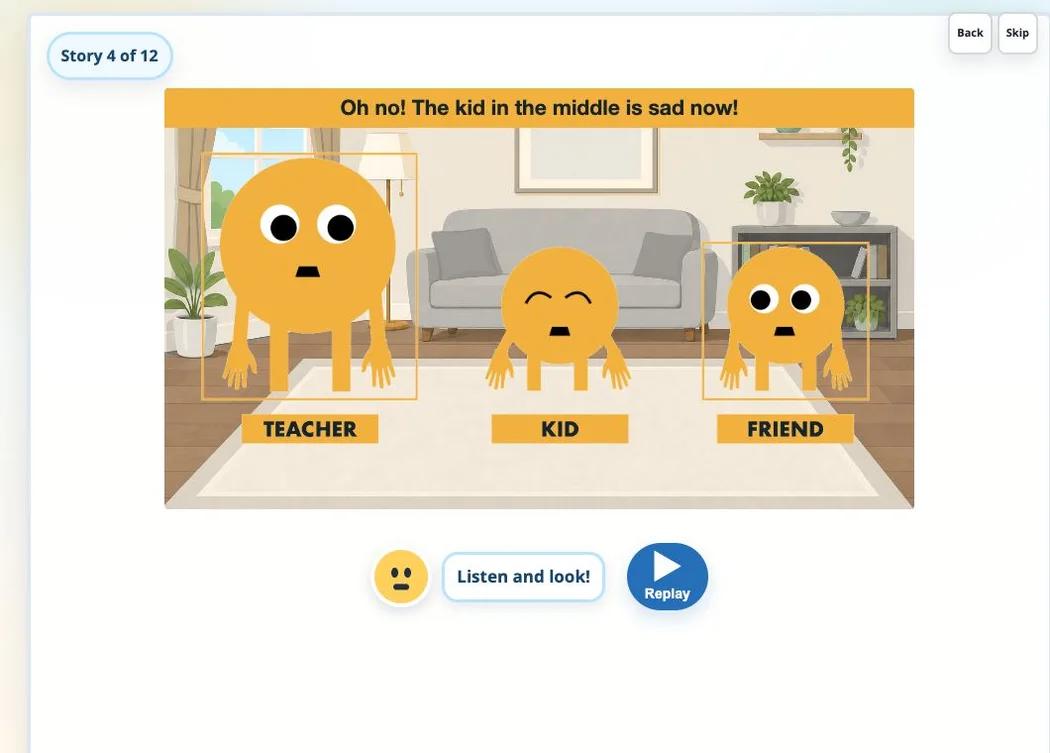 Story 4 of 12
Back
Skip
Oh no! The kid in the middle is sad now!
TEACHER
KID
FRIEND
Listen and look!
Replay